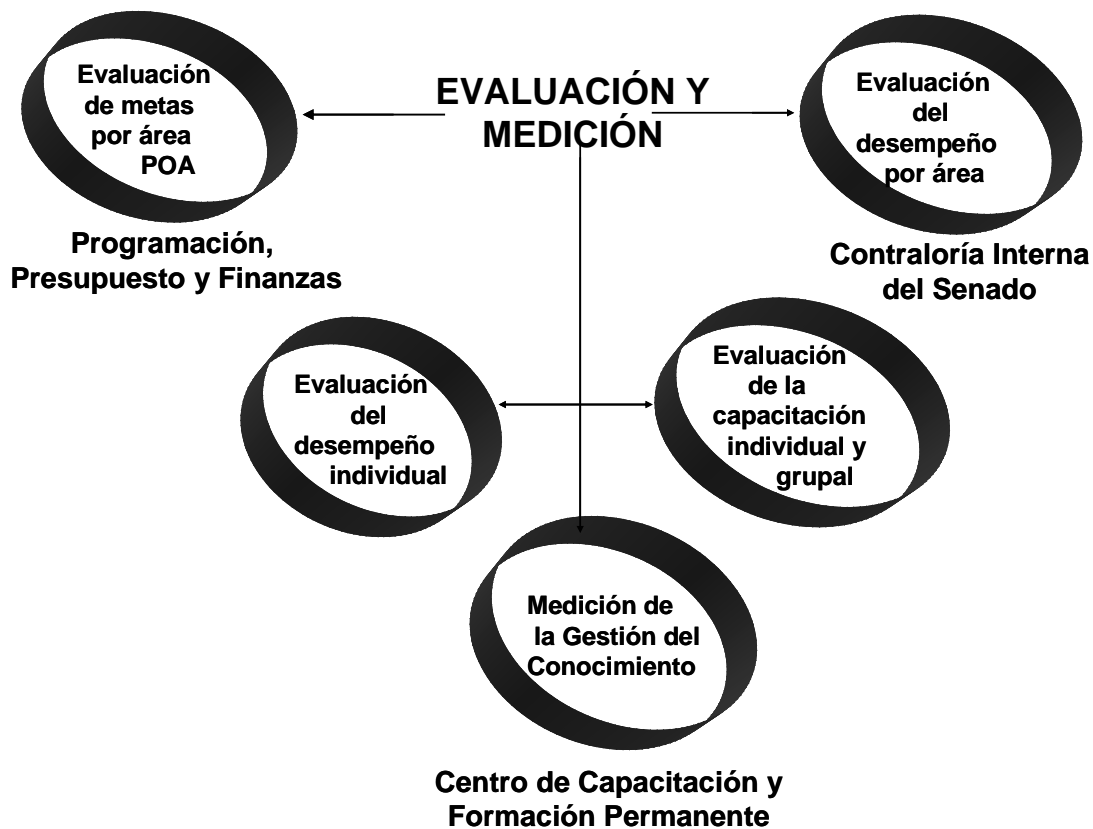 EVALUACIÓN Y
MEDICIÓN
Evaluación
de metas
por área
POA
Programación,
Presupuesto y Finanzas
Evaluación
del
desempeño
por área
Contraloría Interna
del Senado
Evaluación
del
desempeño
individual
Evaluación
de la
capacitación
individual y
grupal
Medición de
la Gestión del
Conocimiento
Centro de Capacitación y
Formación Permanente